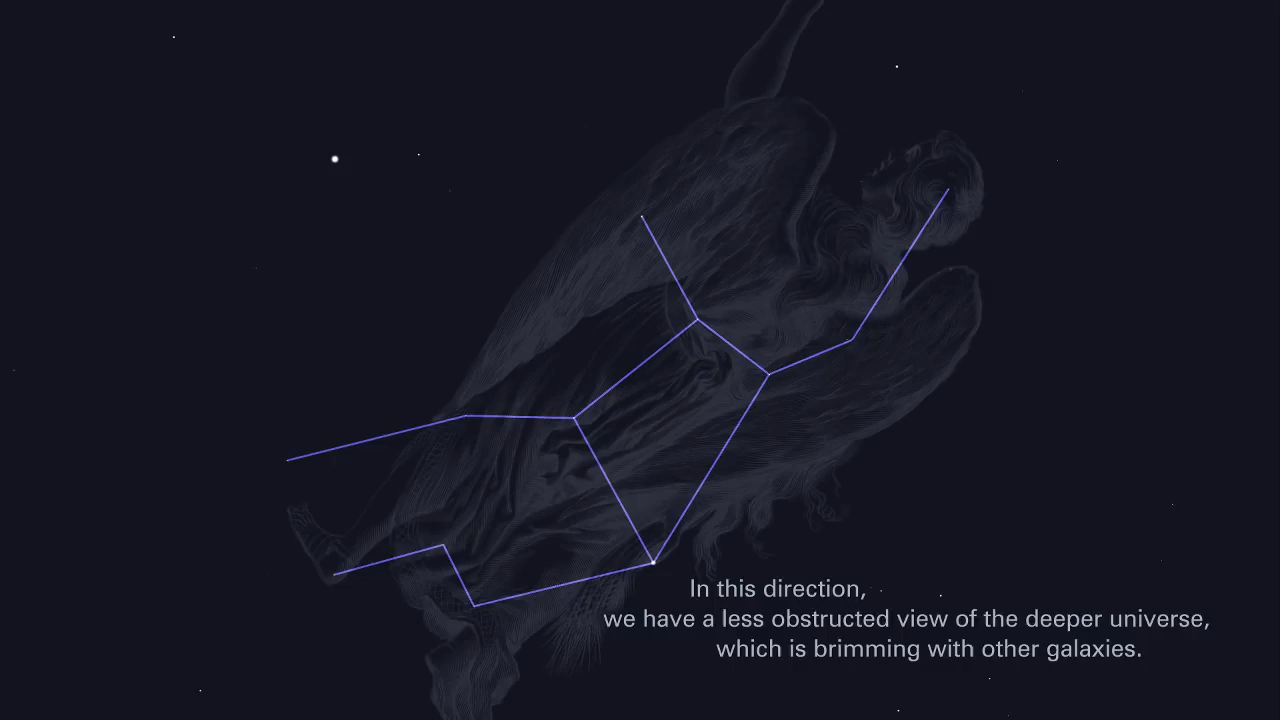 In this direction,
we have a less obstructed view of the deeper universe,
which is brimming with other galaxies.